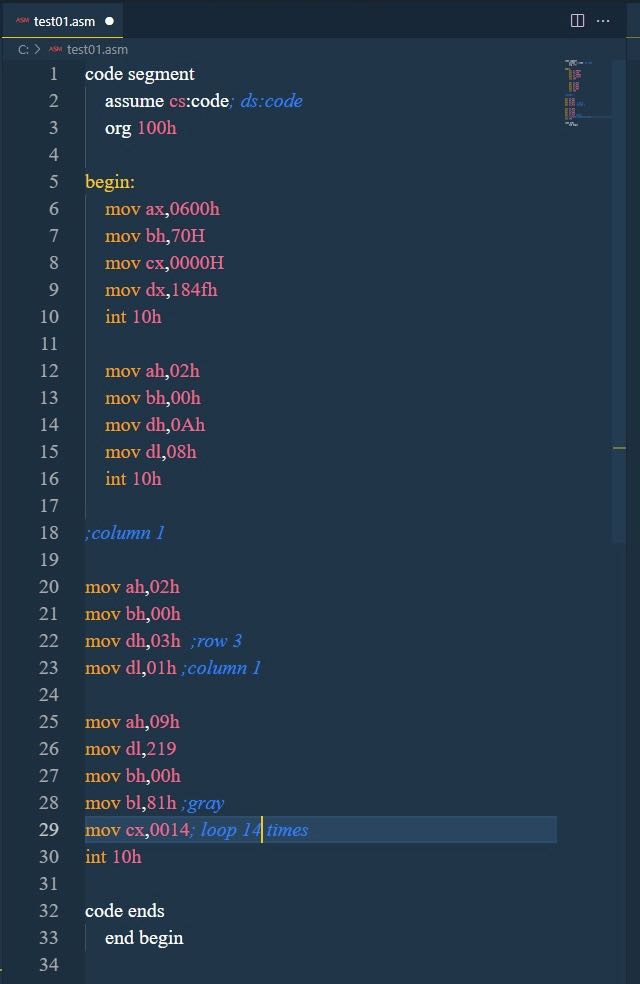 ASM test01.asm
C: > ASM test01.asm
1 code segment
2 assume cs:code; ds:code
3 org 100h
4
5 begin:
6 mov ax,0600h
7 mov bh,70H
8 mov cx,0000H
9 mov dx,184fh
10 int 10h
11
12 mov ah,02h
13 mov bh,00h
14 mov dh,0Ah
15 mov dl,08h
16 int 10h
17
18 ;column 1
19
20 mov ah,02h
21 mov bh,00h
22 mov dh,03h ;row 3
23 mov dl,01h ;column 1
24
25 mov ah,09h
26 mov dl,219
27 mov bh,00h
28 mov bl,81h ;gray
29 mov cx,0014; loop 14 times
30 int 10h
31
32 code ends
33 end begin
34